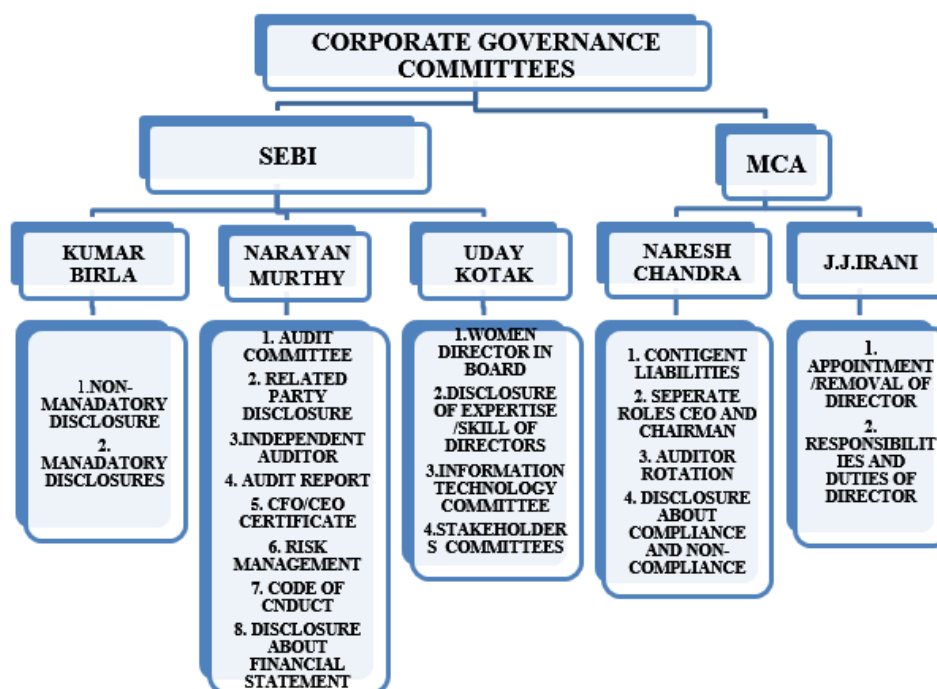 CORPORATE GOVERNANCE
COMMITTEES
SEBI
MCA
KUMAR
BIRLA
NARAYAN
MURTHY
UDAY
KOTAK
NARESH
CHANDRA
J.J.IRANI
1.NON-
MANADATORY
DISCLOSURE
2.
MANADATORY
DISCLOSURES
1. AUDIT
COMMITTEE
2. RELATED
PARTY
DISCLOSURE
3.INDEPENDENT
AUDITOR
4. AUDIT REPORT
5. CFO/CEO
CERTIFICATE
6. RISK
MANAGEMENT
7. CODE OF
CNDUCT
8. DISCLOSURE
ABOUT
FINANCIAL
STATEMENT
1.WOMEN
DIRECTOR IN
BOARD
2.DISCLOSURE
OF EXPERTISE
/SKILL OF
DIRECTORS
3.INFORMATION
TECHNOLOGY
COMMITTEE
4.STAKEHOLDER
S COMMITTEES
1. CONTIGENT
LIABILITIES
2. SEPERATE
ROLES CEO AND
CHAIRMAN
3. AUDITOR
ROTATION
4. DISCLOSURE
ABOUT
COMPLIANCE
AND NON-
COMPLIANCE
1.
APPOINTMENT
/REMOVAL OF
DIRECTOR
2.
RESPONSIBILIT
IES AND
DUTIES OF
DIRECTOR